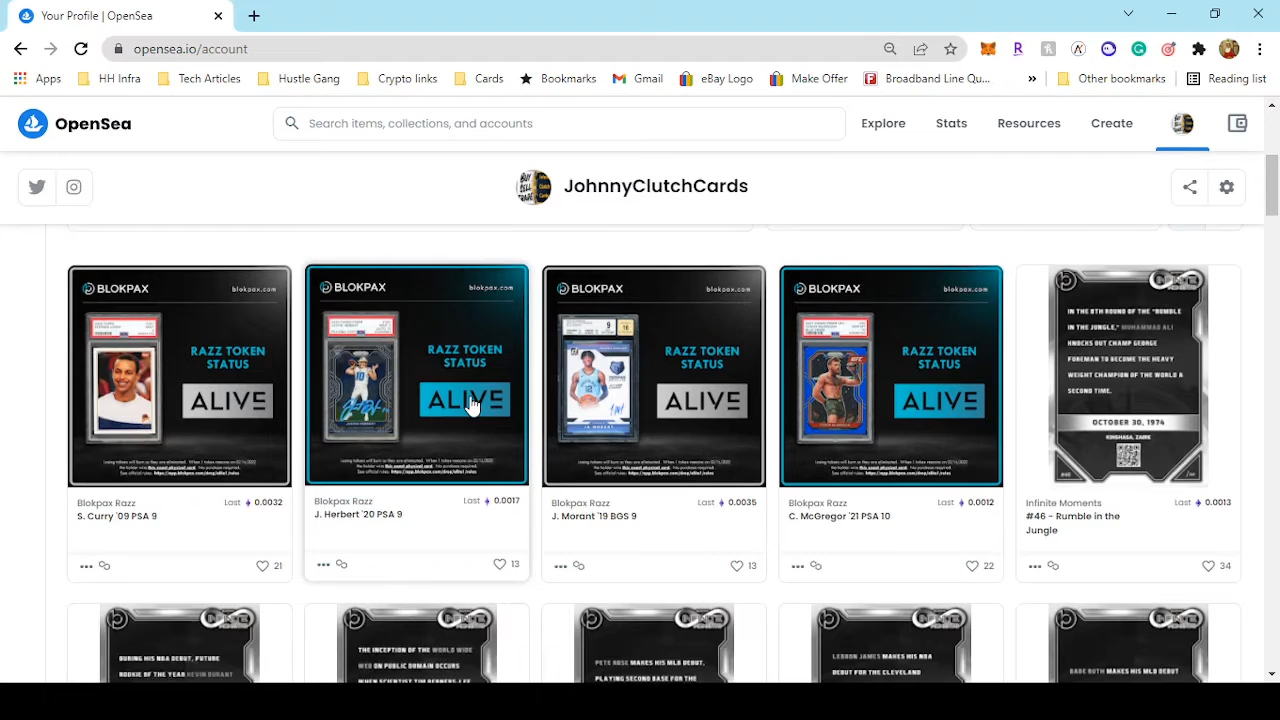 Your Profile | OpenSea
opensea.io/account
Apps
HH Infra
Tech Articles
Hustle Gang
Crypto links
Cards
Bookmarks
Gmail
eBay Logo
Make Offer
Broadband Line Qu...
»
Other bookmarks
Reading list
OpenSea
Search items, collections, and accounts
Explore
Stats
Resources
Create
JohnnyClutchCards
BLOKPAX
blokpax.com
RAZZ TOKEN
STATUS
ALIVE
Blokpax Razz
Last 0.0032
S. Curry '09 PSA 9
21
BLOKPAX
blokpax.com
RAZZ TOKEN
STATUS
ALIVE
Blokpax Razz
Last 0.0017
J. Herbert '20 PSA 9
13
BLOKPAX
blokpax.com
RAZZ TOKEN
STATUS
ALIVE
Blokpax Razz
Last 0.0035
J. Morant '19 BGS 9
13
BLOKPAX
blokpax.com
RAZZ TOKEN
STATUS
ALIVE
Blokpax Razz
Last 0.0012
C. McGregor '21 PSA 10
22
IN THE 8TH ROUND OF THE "RUMBLE
IN THE JUNGLE," MUHAMMAD ALI
KNOCKS OUT CHAMP GEORGE
FOREMAN TO BECOME THE HEAVY
WEIGHT CHAMPION OF THE WORLD A
SECOND TIME.
OCTOBER 30, 1974
KINSHASA, ZAIRE
#46
Infinite Moments
Last 0.0013
#46 - Rumble in the
Jungle
34
DURING HIS NBA DEBUT, FUTURE
ROOKIE OF THE YEAR KEVIN DURANT
THE INCEPTION OF THE WORLD WIDE
WEB ON PUBLIC DOMAIN OCCURS
WHEN SCIENTIST TIM BERNERS-LEE
PETE ROSE MAKES HIS MLB DEBUT,
PLAYING SECOND BASE FOR THE
LEBRON JAMES MAKES HIS NBA
DEBUT FOR THE CLEVELAND
BABE RUTH MAKES HIS MLB DEBUT